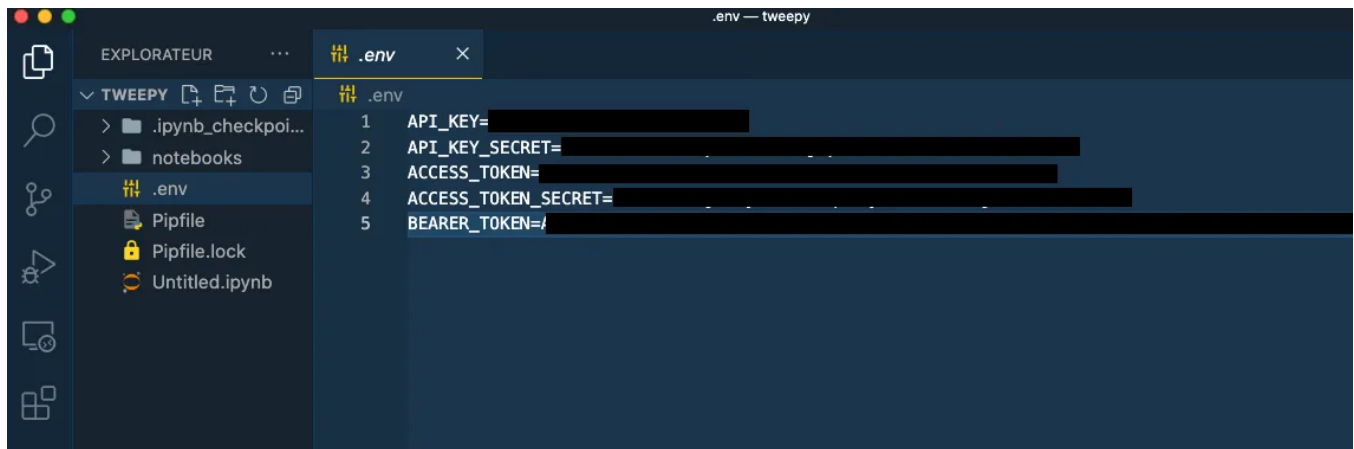 .env — tweepy
EXPLORATEUR ...
.env
TWEEPY
.env
.ipynb_checkpoi...
notebooks
.env
Pipfile
Pipfile.lock
Untitled.ipynb
1 API_KEY=
2 API_KEY_SECRET=
3 ACCESS_TOKEN=
4 ACCESS_TOKEN_SECRET=
5 BEARER_TOKEN=A